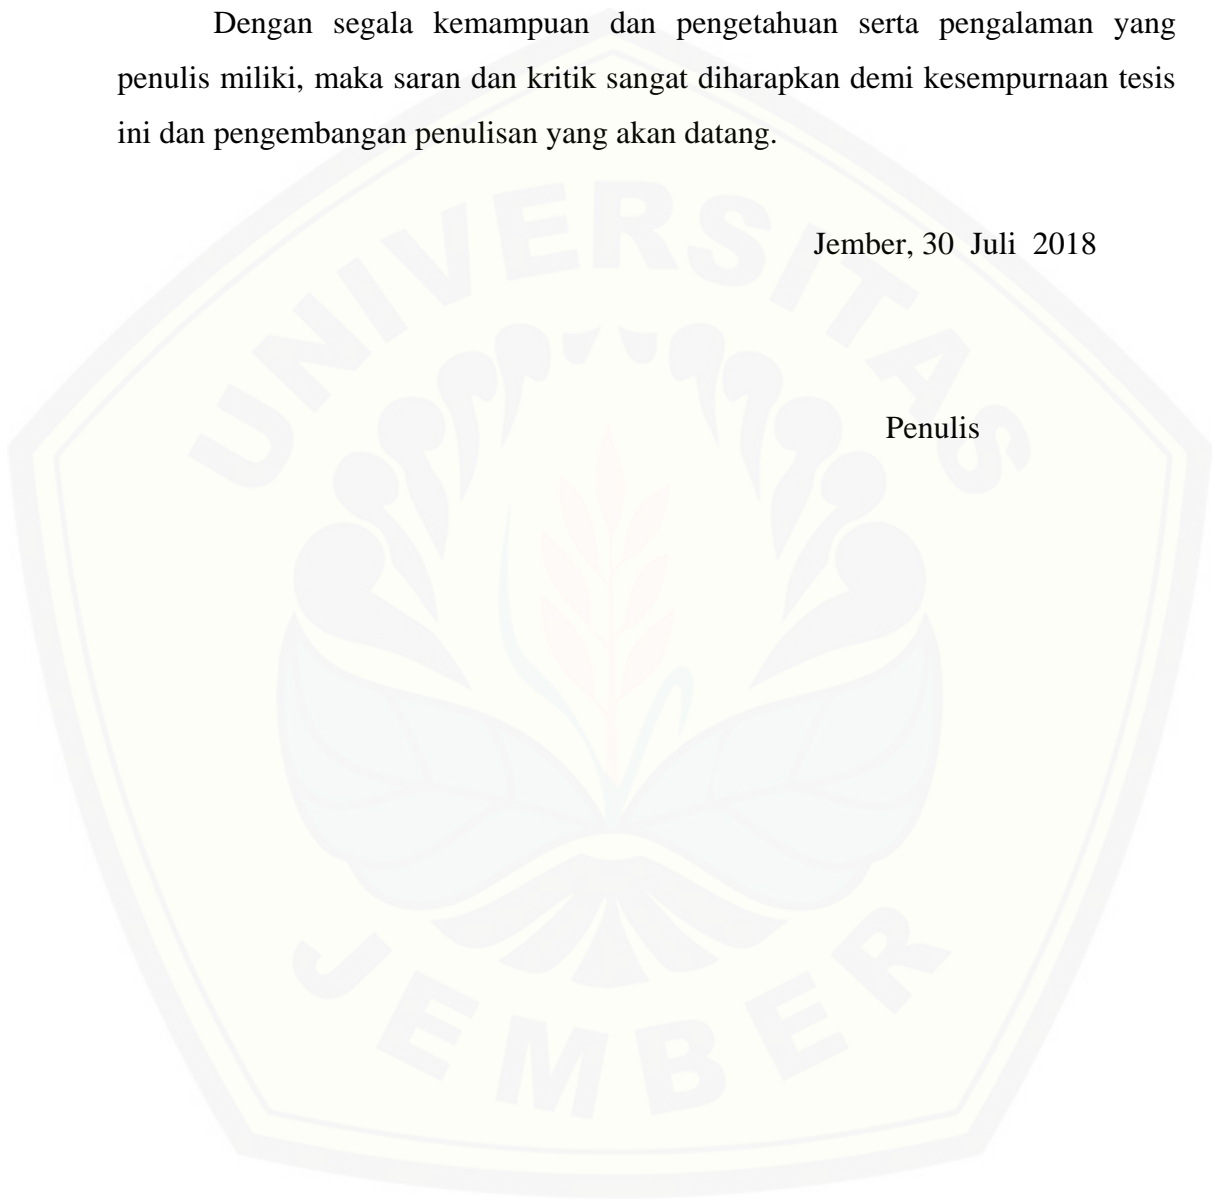 Dengan segala kemampuan dan pengetahuan serta pengalaman yang
penulis miliki, maka saran dan kritik sangat diharapkan demi kesempurnaan tesis
ini dan pengembangan penulisan yang akan datang.
UNIVERSITAS
Jember, 30 Juli 2018
Penulis
JEMBER